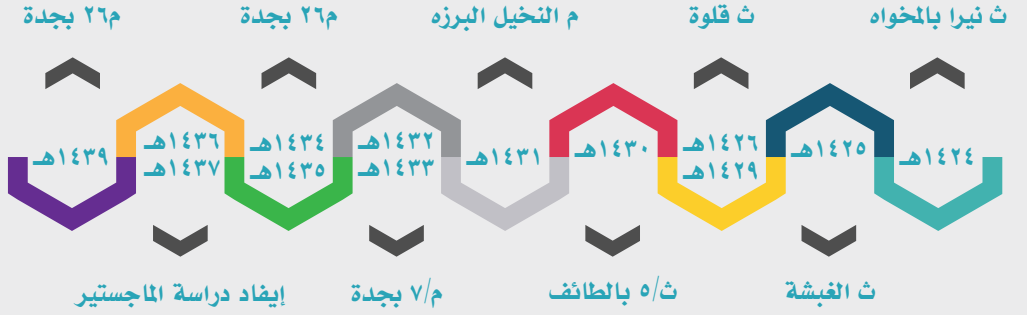 ث نيرا بالمخواه
ث قلوة
م النخيل البرزه
م٢٦ بجدة
م٢٦ بجدة
١٤٢٤هـ
١٤٢٥هـ
١٤٢٦هـ
١٤٢٩هـ
١٤٣٠هـ
١٤٣١هـ
١٤٣٢هـ
١٤٣٣هـ
١٤٣٤هـ
١٤٣٥هـ
١٤٣٦هـ
١٤٣٧هـ
١٤٣٩هـ
ث الغبشة
ث/٥ بالطائف
م/٧ بجدة
إيفاد دراسة الماجستير